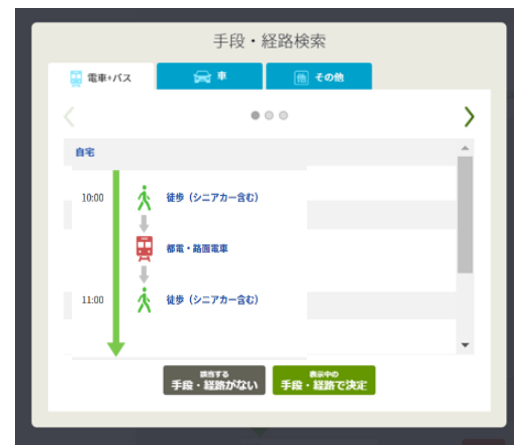 手段・経路検索
電車+バス
車
他 その他
自宅
10:00 徒歩（シニアカー含む）
都電・路面電車
11:00 徒歩（シニアカー含む）
該当する
手段・経路がない
表示中の
手段・経路で決定